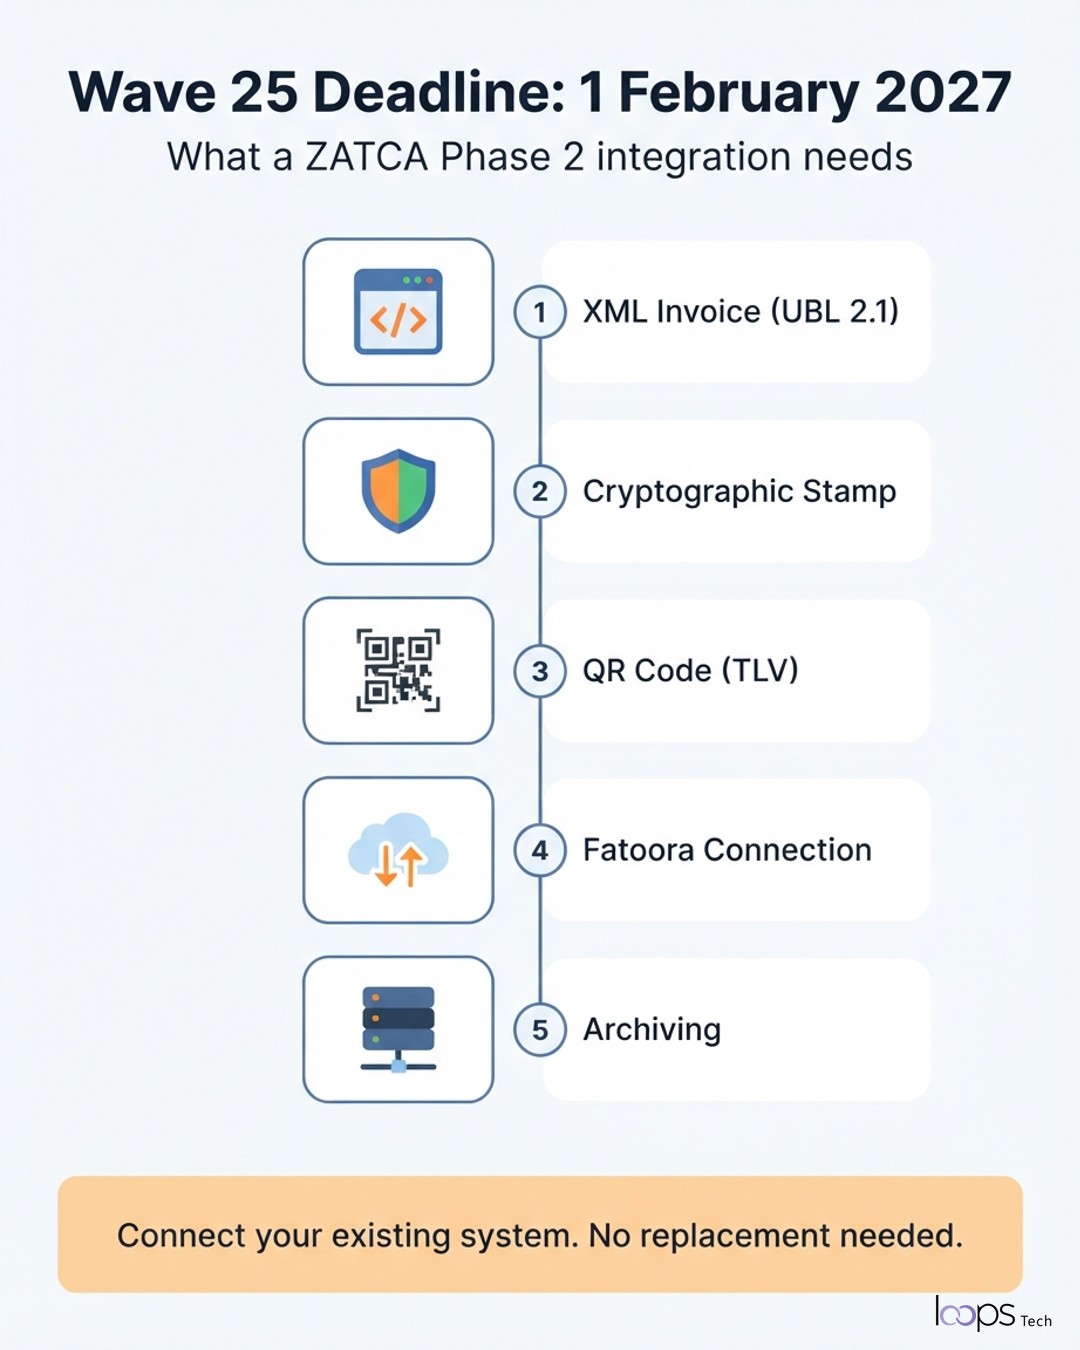 Wave 25 Deadline: 1 February 2027
What a ZATCA Phase 2 integration needs
</>
1 XML Invoice (UBL 2.1)
2 Cryptographic Stamp
3 QR Code (TLV)
4 Fatoora Connection
5 Archiving
Connect your existing system. No replacement needed.
loops Tech